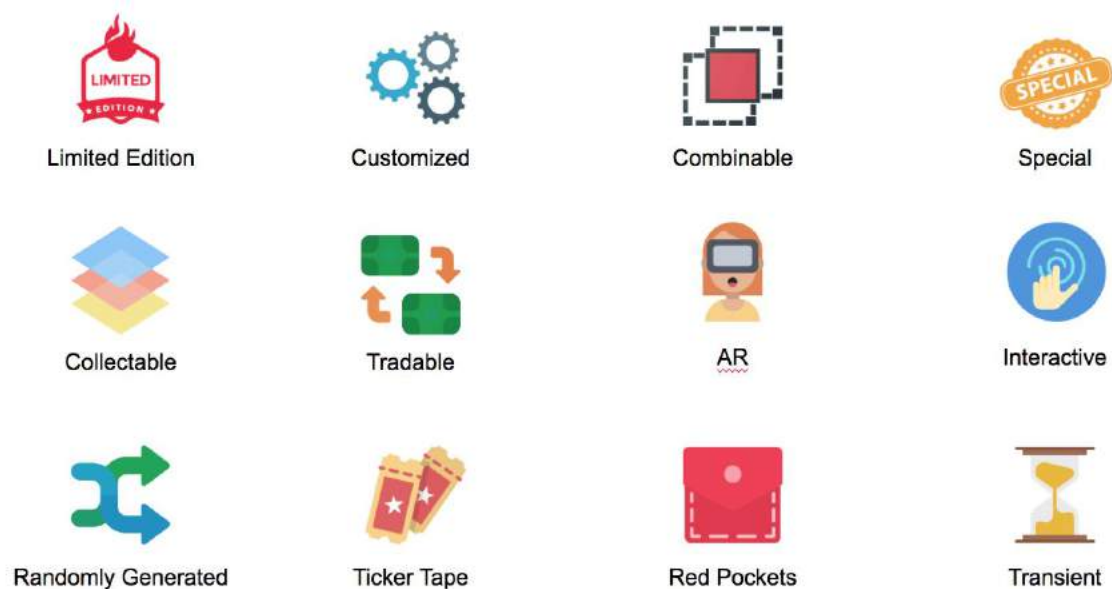 LIMITED
EDITION
SPECIAL
Limited Edition
Customized
Combinable
Special
Collectable
Tradable
AR
Interactive
Randomly Generated
Ticker Tape
Red Pockets
Transient